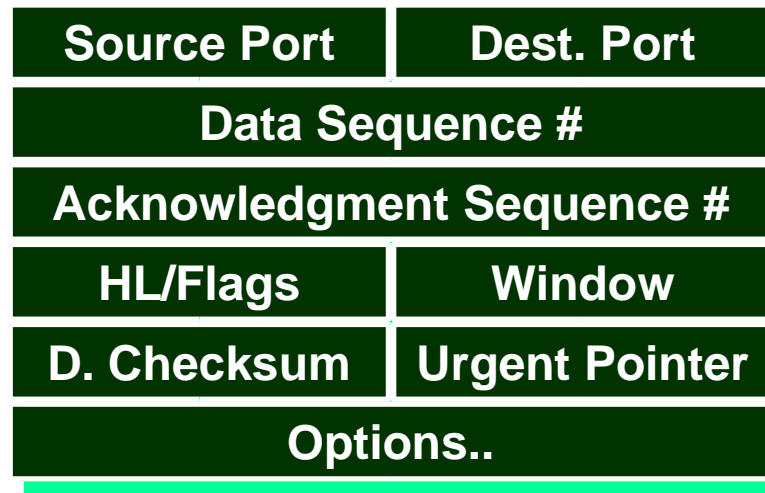 Source Port Dest. Port
Data Sequence #
Acknowledgment Sequence #
HL/Flags Window
D. Checksum Urgent Pointer
Options..